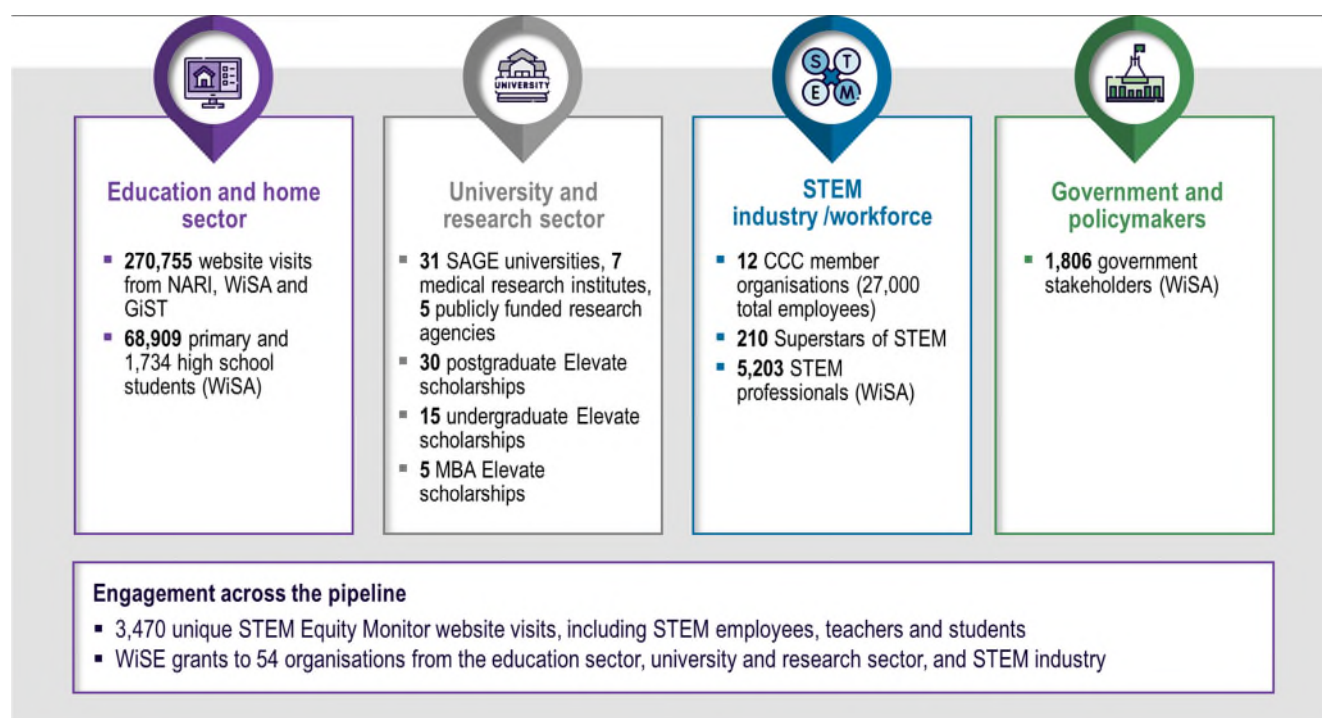 UNIVERSITY
S T
E M
Education and home
sector
▪ 270,755 website visits
from NARI, WiSA and
GiST
▪ 68,909 primary and
1,734 high school
students (WiSA)
University and
research sector
▪ 31 SAGE universities, 7
medical research institutes,
5 publicly funded research
agencies
▪ 30 postgraduate Elevate
scholarships
▪ 15 undergraduate Elevate
scholarships
▪ 5 MBA Elevate
scholarships
STEM
industry /workforce
▪ 12 CCC member
organisations (27,000
total employees)
▪ 210 Superstars of STEM
▪ 5,203 STEM
professionals (WiSA)
Government and
policymakers
▪ 1,806 government
stakeholders (WiSA)
Engagement across the pipeline
▪ 3,470 unique STEM Equity Monitor website visits, including STEM employees, teachers and students
▪ WiSE grants to 54 organisations from the education sector, university and research sector, and STEM industry